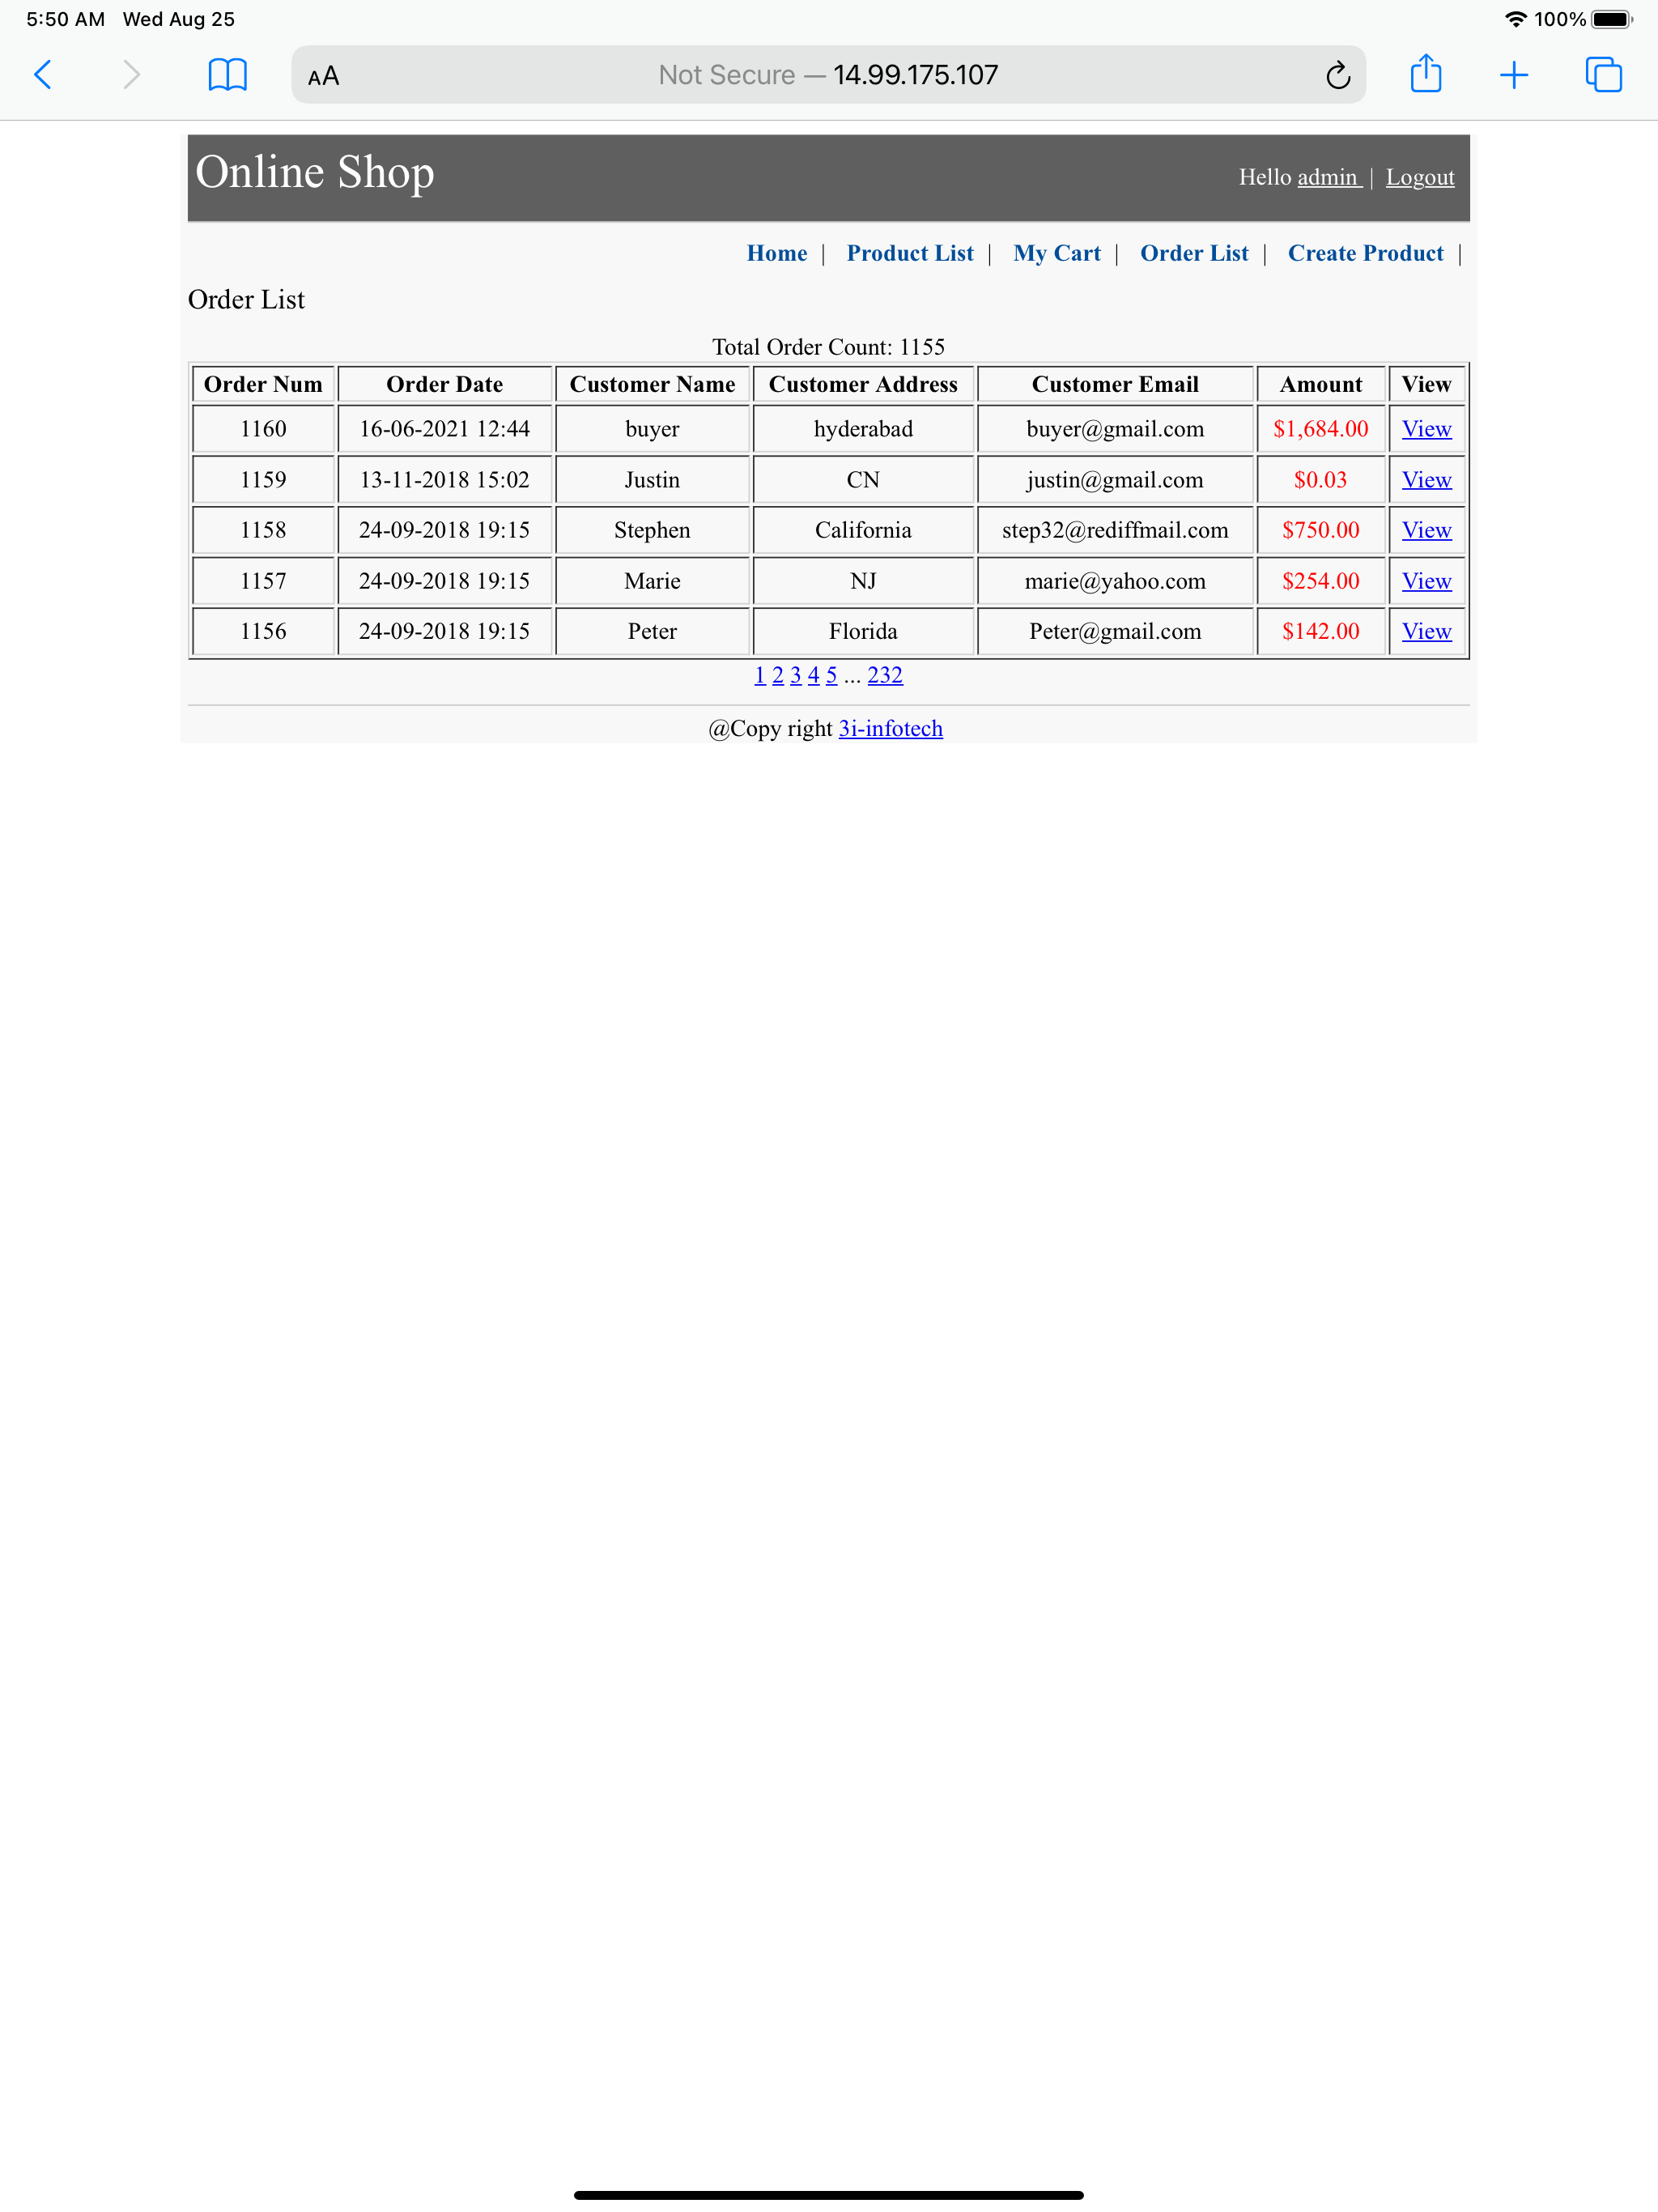 5:50 AM Wed Aug 25 100%
AA Not Secure — 14.99.175.107
Online Shop Hello admin | Logout
Home | Product List | My Cart | Order List | Create Product |
Order List
Total Order Count: 1155
Order Num Order Date Customer Name Customer Address Customer Email Amount View
1160 16-06-2021 12:44 buyer hyderabad buyer@gmail.com $1,684.00 View
1159 13-11-2018 15:02 Justin CN justin@gmail.com $0.03 View
1158 24-09-2018 19:15 Stephen California step32@rediffmail.com $750.00 View
1157 24-09-2018 19:15 Marie NJ marie@yahoo.com $254.00 View
1156 24-09-2018 19:15 Peter Florida Peter@gmail.com $142.00 View
1 2 3 4 5 ... 232
@Copy right 3i-infotech